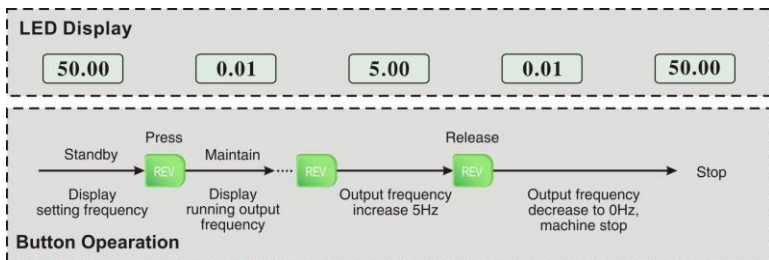 LED Display
50.00 0.01 5.00 0.01 50.00
Press Release
Standby REV Maintain REV REV Stop
Display
setting frequency
Display
running output
frequency
Output frequency
increase 5Hz
Output frequency
decrease to 0Hz,
machine stop
Button Opearation